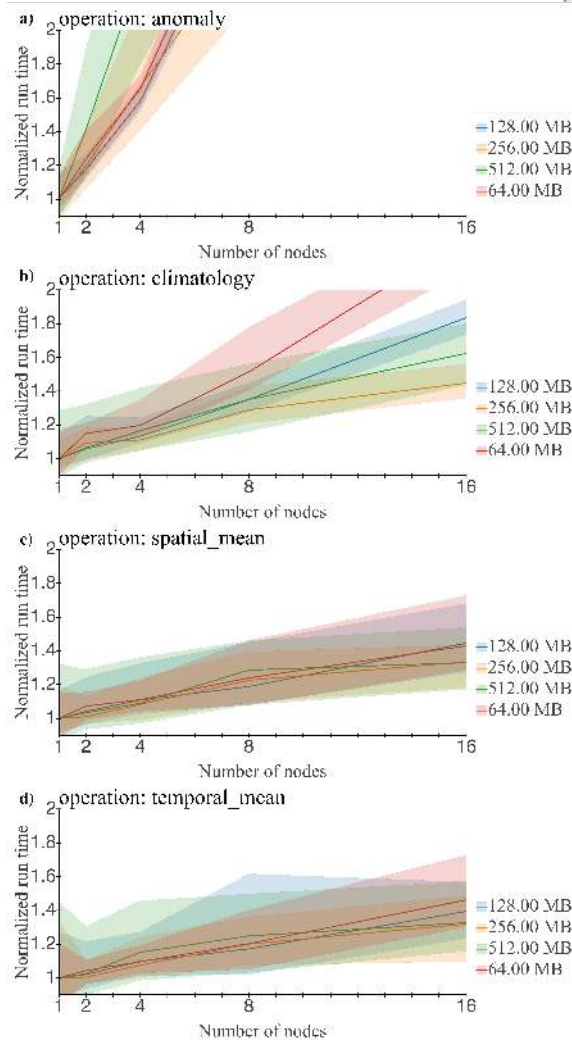 a) operation: anomaly
Normalized run time
2
1.8
1.6
1.4
1.2
1
1 2 4 8 16
Number of nodes
128.00 MB
256.00 MB
512.00 MB
64.00 MB
b) operation: climatology
Normalized run time
2
1.8
1.6
1.4
1.2
1
1 2 4 8 16
Number of nodes
128.00 MB
256.00 MB
512.00 MB
64.00 MB
c) operation: spatial_mean
Normalized run time
2
1.8
1.6
1.4
1.2
1
1 2 4 8 16
Number of nodes
128.00 MB
256.00 MB
512.00 MB
64.00 MB
d) operation: temporal_mean
Normalized run time
2
1.8
1.6
1.4
1.2
1
1 2 4 8 16
Number of nodes
128.00 MB
256.00 MB
512.00 MB
64.00 MB